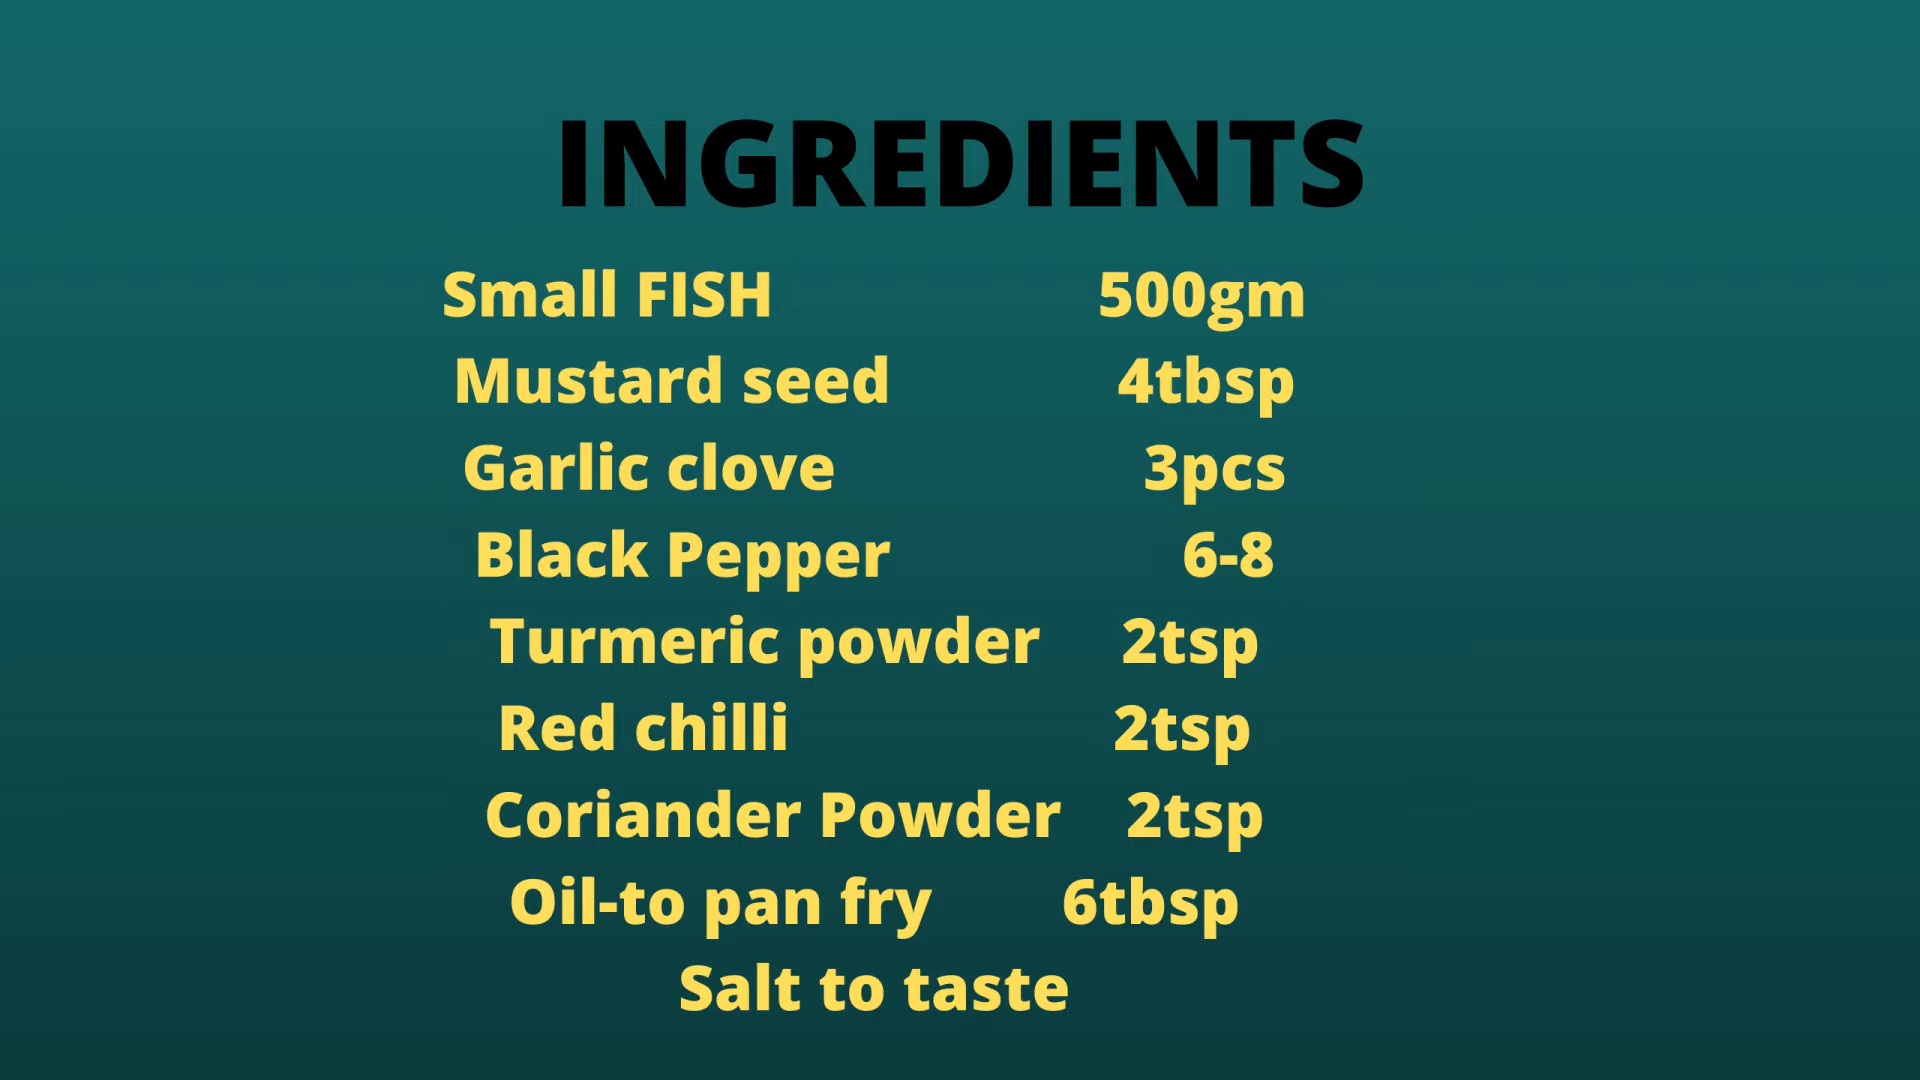 INGREDIENTS
Small FISH 500gm
Mustard seed 4tbsp
Garlic clove 3pcs
Black Pepper 6-8
Turmeric powder 2tsp
Red chilli 2tsp
Coriander Powder 2tsp
Oil-to pan fry 6tbsp
Salt to taste